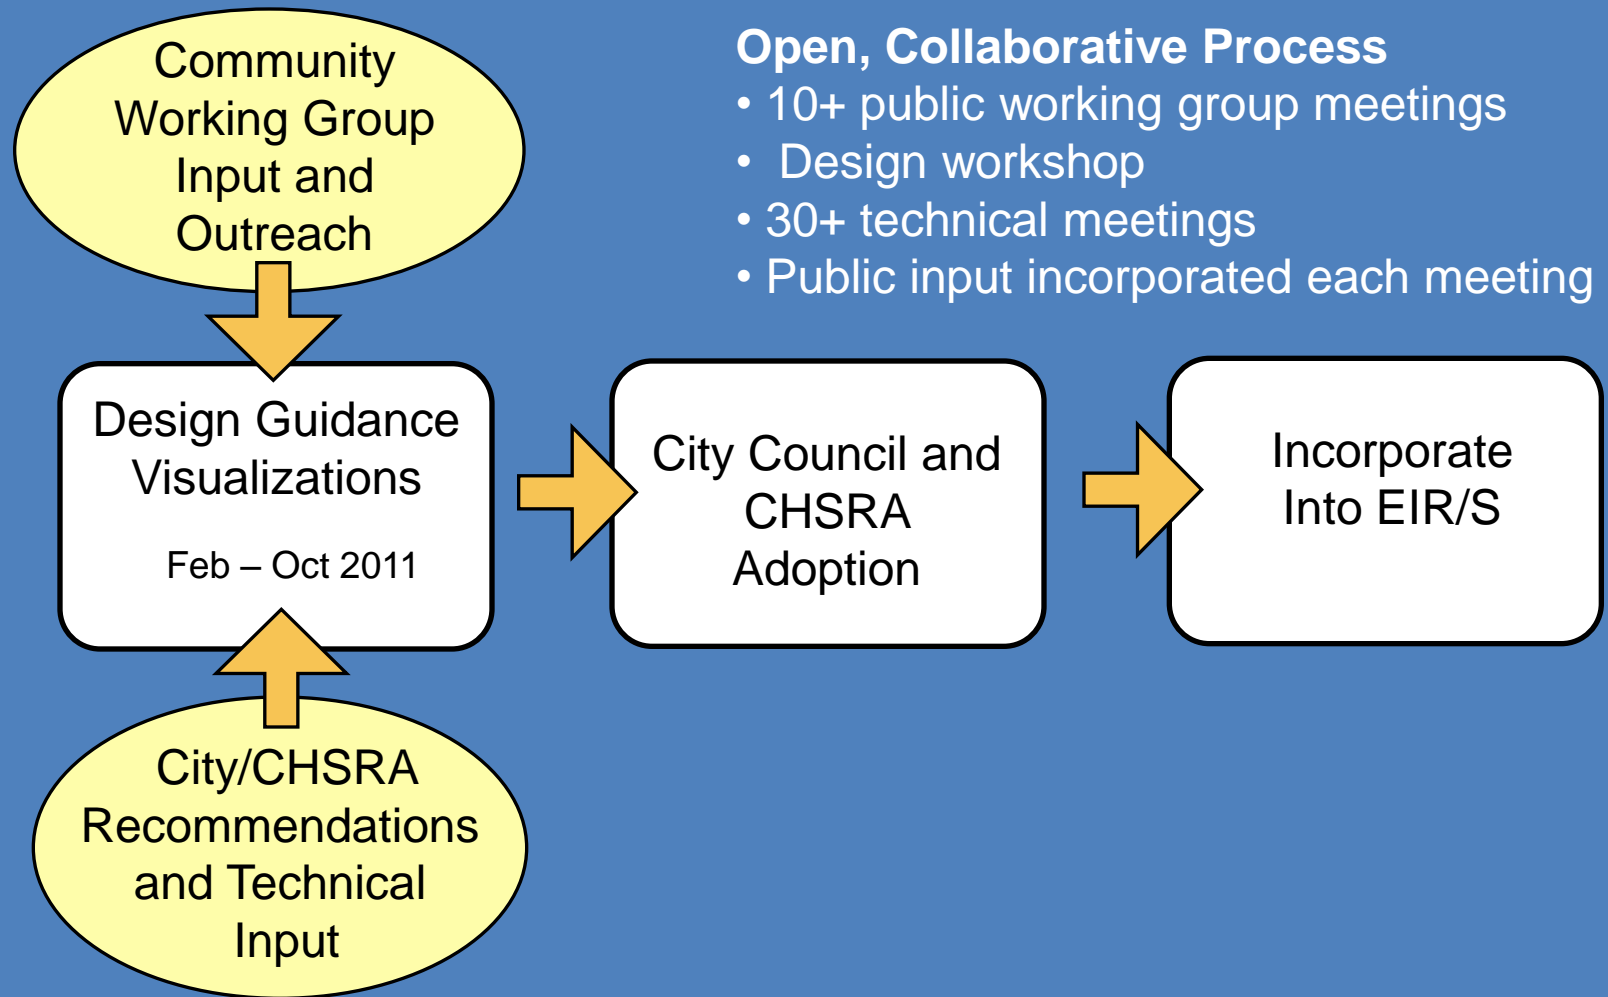 Community
Working Group
Input and
Outreach
Open, Collaborative Process
• 10+ public working group meetings
• Design workshop
• 30+ technical meetings
• Public input incorporated each meeting
Design Guidance
Visualizations
Feb – Oct 2011
City Council and
CHSRA
Adoption
Incorporate
Into EIR/S
City/CHSRA
Recommendations
and Technical
Input